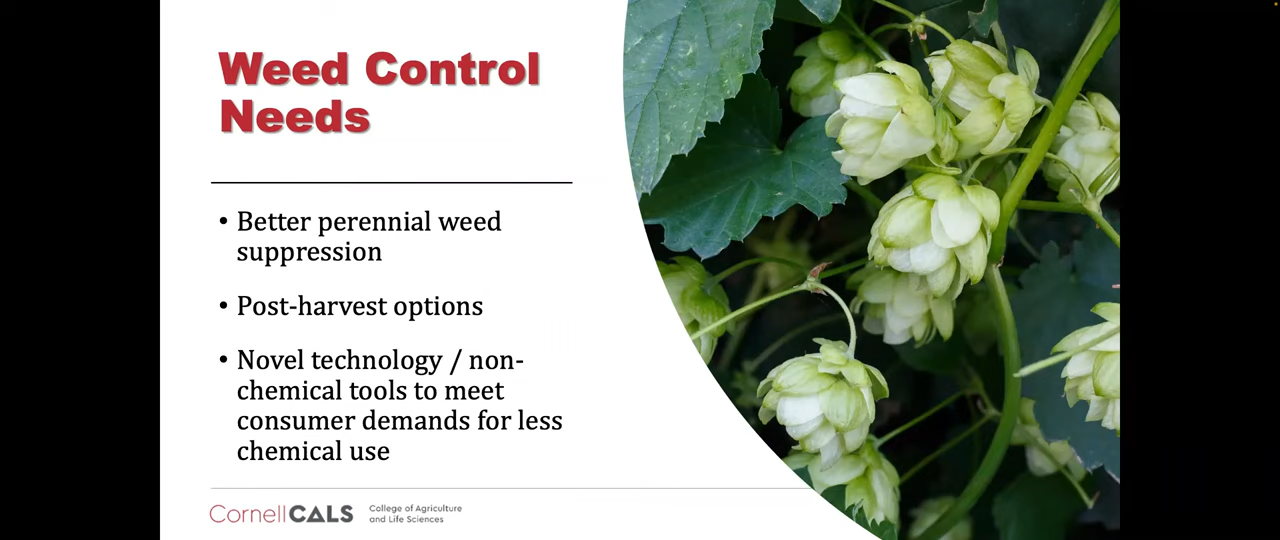 Weed Control
Needs
• Better perennial weed
suppression
• Post-harvest options
• Novel technology / non-
chemical tools to meet
consumer demands for less
chemical use
CornellCALS
College of Agriculture
and Life Sciences